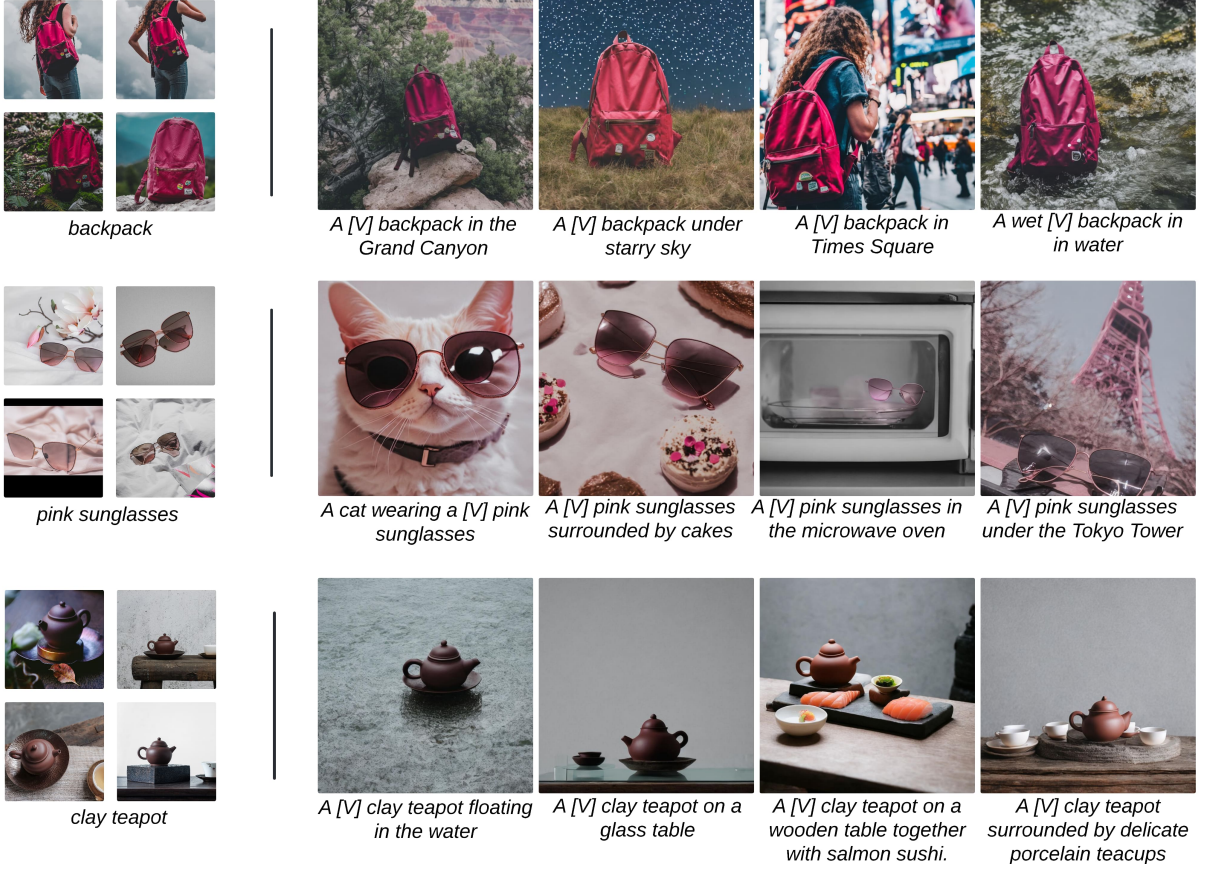 backpack
A [V] backpack in the
Grand Canyon
A [V] backpack under
starry sky
A [V] backpack in
Times Square
A wet [V] backpack in
in water
pink sunglasses
A cat wearing a [V] pink
sunglasses
A [V] pink sunglasses
surrounded by cakes
A [V] pink sunglasses in
the microwave oven
A [V] pink sunglasses
under the Tokyo Tower
clay teapot
A [V] clay teapot floating
in the water
A [V] clay teapot on a
glass table
A [V] clay teapot on a
wooden table together
with salmon sushi.
A [V] clay teapot
surrounded by delicate
porcelain teacups